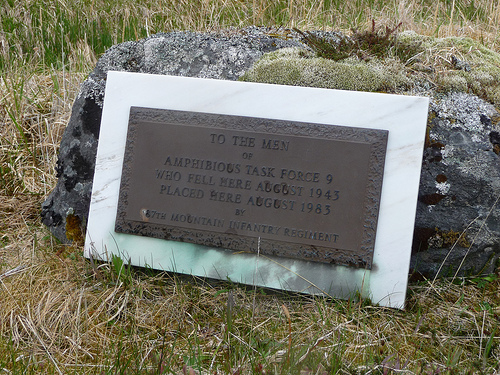 TO THE MEN
OF
AMPHIBIOUS TASK FORCE 9
WHO FELL HERE AUGUST 1943
PLACED HERE AUGUST 1983
BY
87TH MOUNTAIN INFANTRY REGIMENT